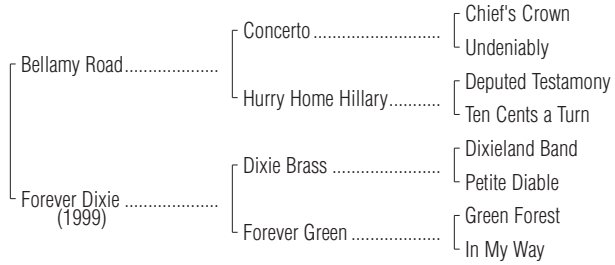 Chief's Crown
Concerto ..................
Undeniably
Bellamy Road...................
Deputed Testamony
Hurry Home Hillary...........
Ten Cents a Turn
Dixieland Band
Dixie Brass ...............
Petite Diable
Forever Dixie ...................
(1999)
Green Forest
Forever Green ...............
In My Way